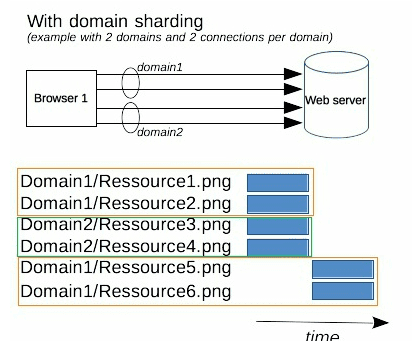 With domain sharding
(example with 2 domains and 2 connections per domain)
domain1
Browser 1
Web server
domain2
Domain1/Ressource1.png
Domain1/Ressource2.png
Domain2/Ressource3.png
Domain2/Ressource4.png
Domain1/Ressource5.png
Domain1/Ressource6.png
time